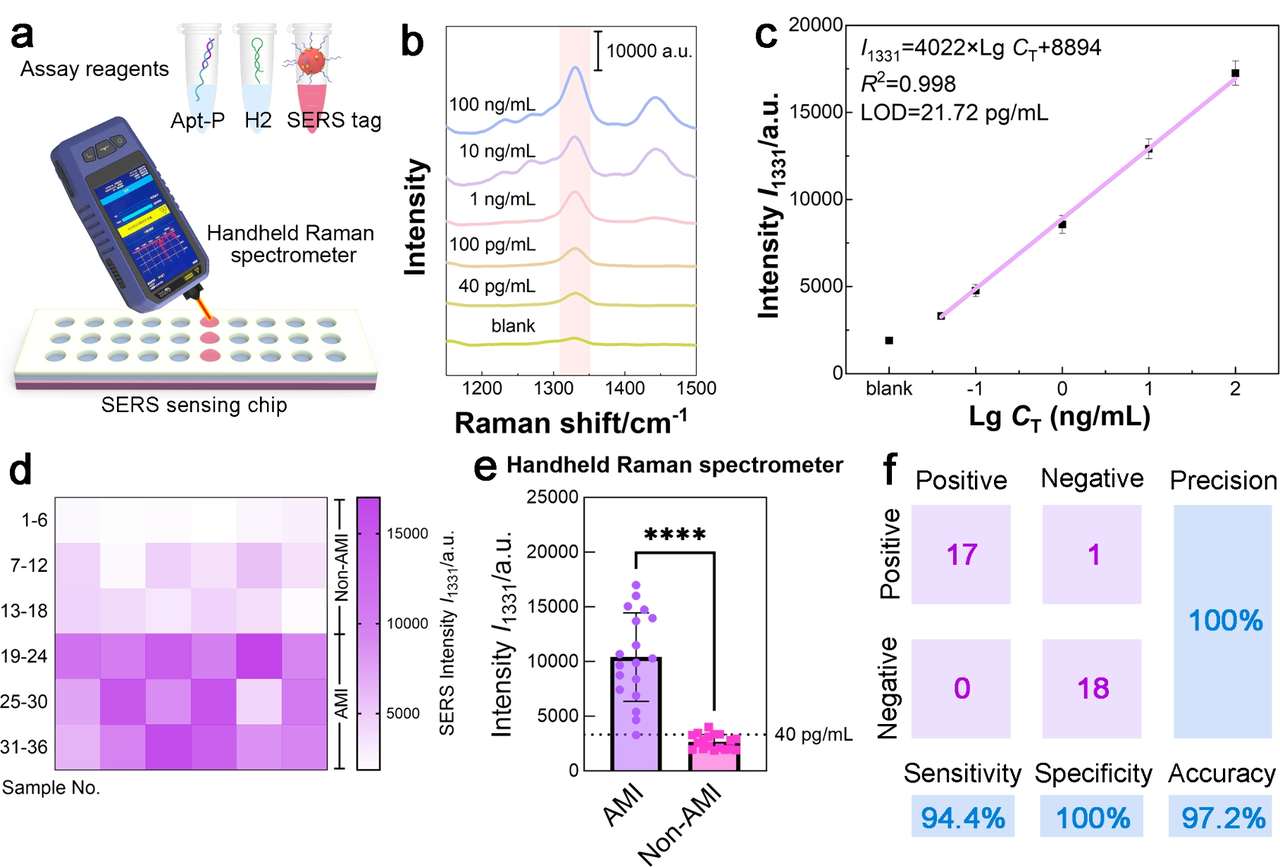 a
Assay reagents
Apt-P
H2
SERS tag
Handheld Raman
spectrometer
SERS sensing chip
b
10000 a.u.
100 ng/mL
10 ng/mL
1 ng/mL
100 pg/mL
40 pg/mL
blank
Intensity
1200
1300
1400
1500
Raman shift/cm-1
c
I1331=4022×Lg CT+8894
R2=0.998
LOD=21.72 pg/mL
Intensity I1331/a.u.
20000
15000
10000
5000
0
blank
-1
0
1
2
Lg CT (ng/mL)
d
1-6
7-12
13-18
19-24
25-30
31-36
Sample No.
Non-AMI
AMI
15000
10000
5000
SERS Intensity I1331/a.u.
e
Handheld Raman spectrometer
****
Intensity I1331/a.u.
25000
20000
15000
10000
5000
0
40 pg/mL
AMI
Non-AMI
f
Positive
Negative
Precision
Positive
17
1
100%
Negative
0
18
Sensitivity
Specificity
Accuracy
94.4%
100%
97.2%